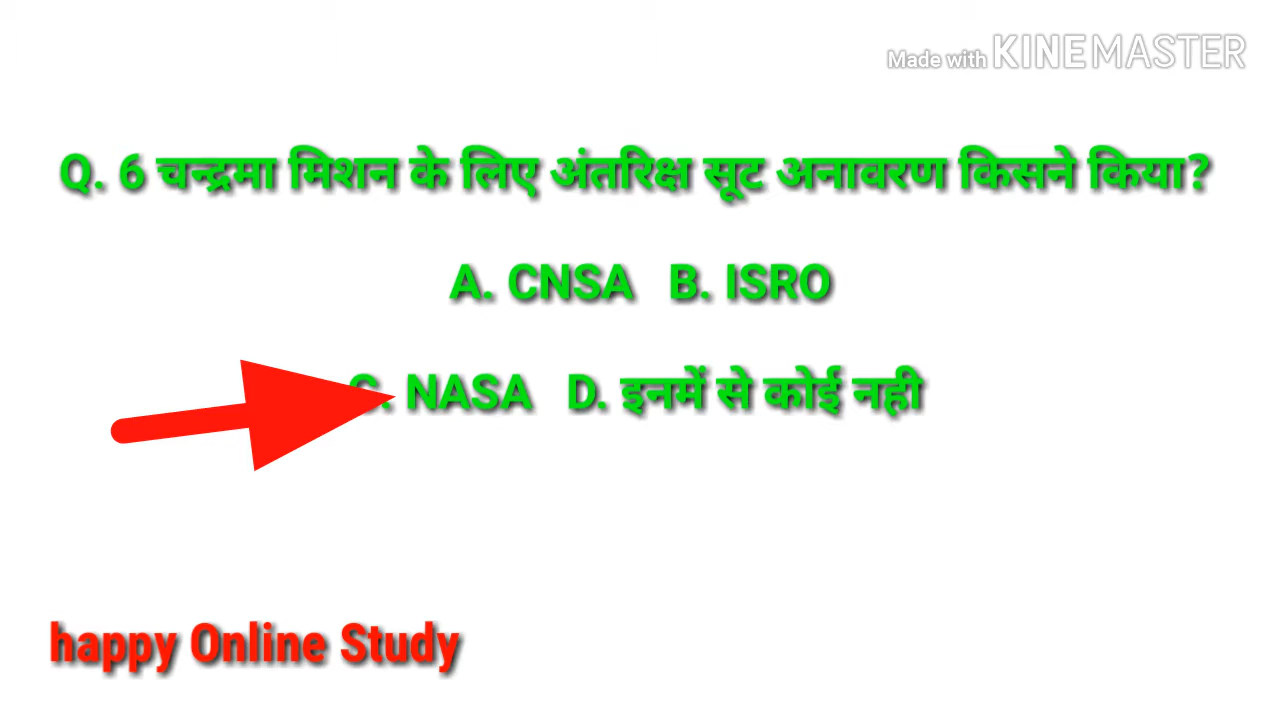 Made with KINEMASTER
Q. 6 चन्द्रमा मिशन के लिए अंतरिक्ष सूट अनावरण किसने किया?
A. CNSA B. ISRO
C. NASA D. इनमें से कोई नही
happy Online Study